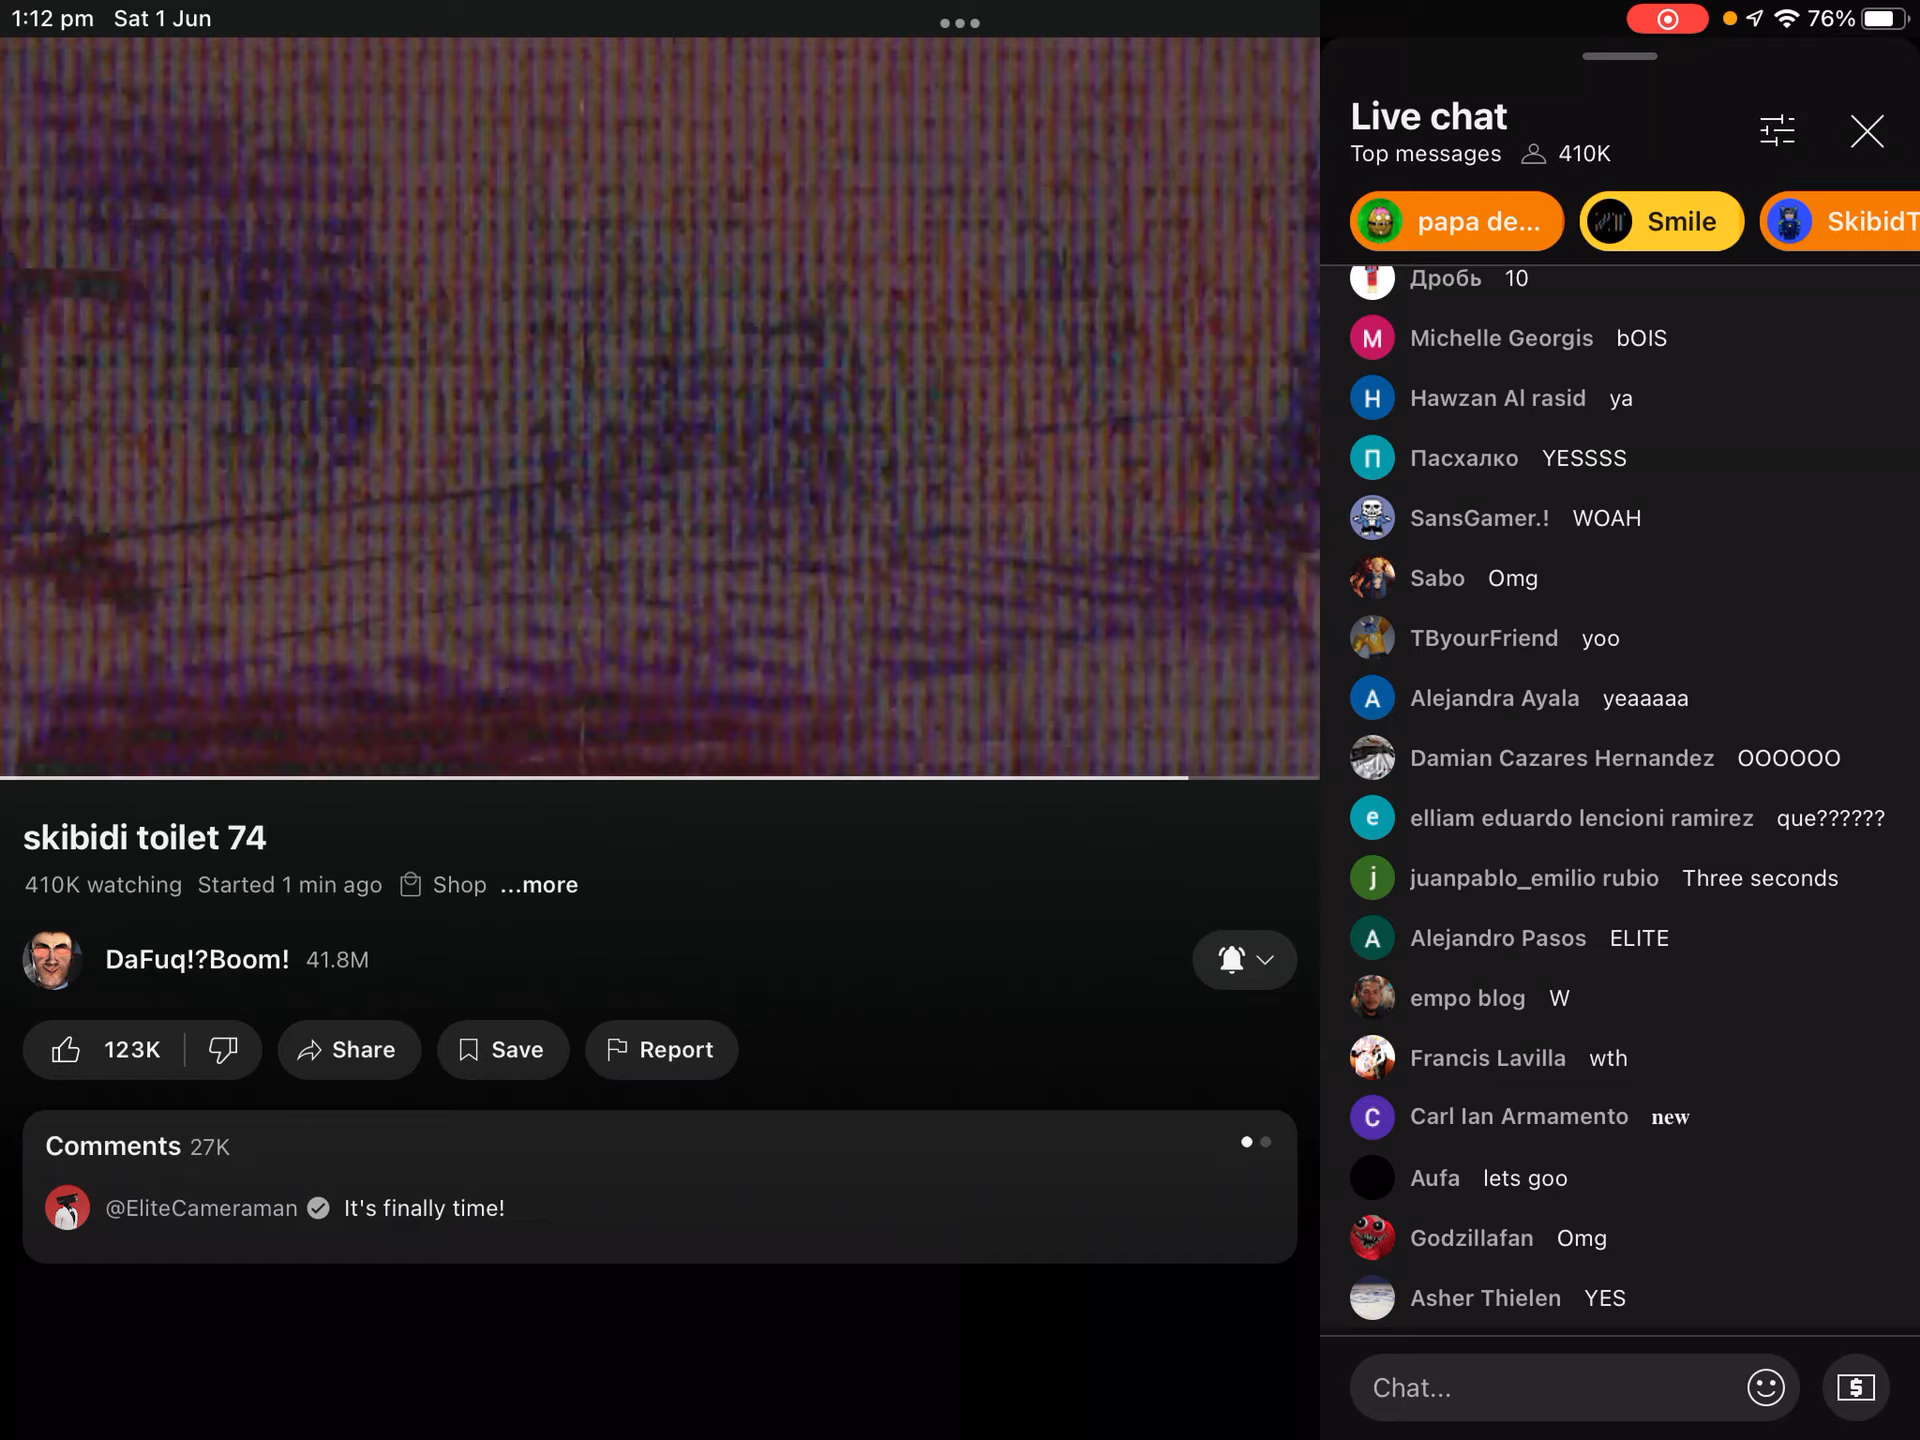 1:12 pm Sat 1 Jun
76%
Live chat
Top messages 410K
papa de... Smile SkibidT
Дробь 10
Michelle Georgis bOIS
Hawzan Al rasid ya
Пасхалко YESSSS
SansGamer.! WOAH
Sabo Omg
TByourFriend yoo
Alejandra Ayala yeaaaaa
Damian Cazares Hernandez OOOOOO
elliam eduardo lencioni ramirez que??????
juanpablo_emilio rubio Three seconds
Alejandro Pasos ELITE
empo blog W
Francis Lavilla wth
Carl Ian Armamento new
Aufa lets goo
Godzillafan Omg
Asher Thielen YES
Chat...
skibidi toilet 74
410K watching Started 1 min ago Shop ...more
DaFuq!?Boom! 41.8M
123K Share Save Report
Comments 27K
@EliteCameraman It's finally time!